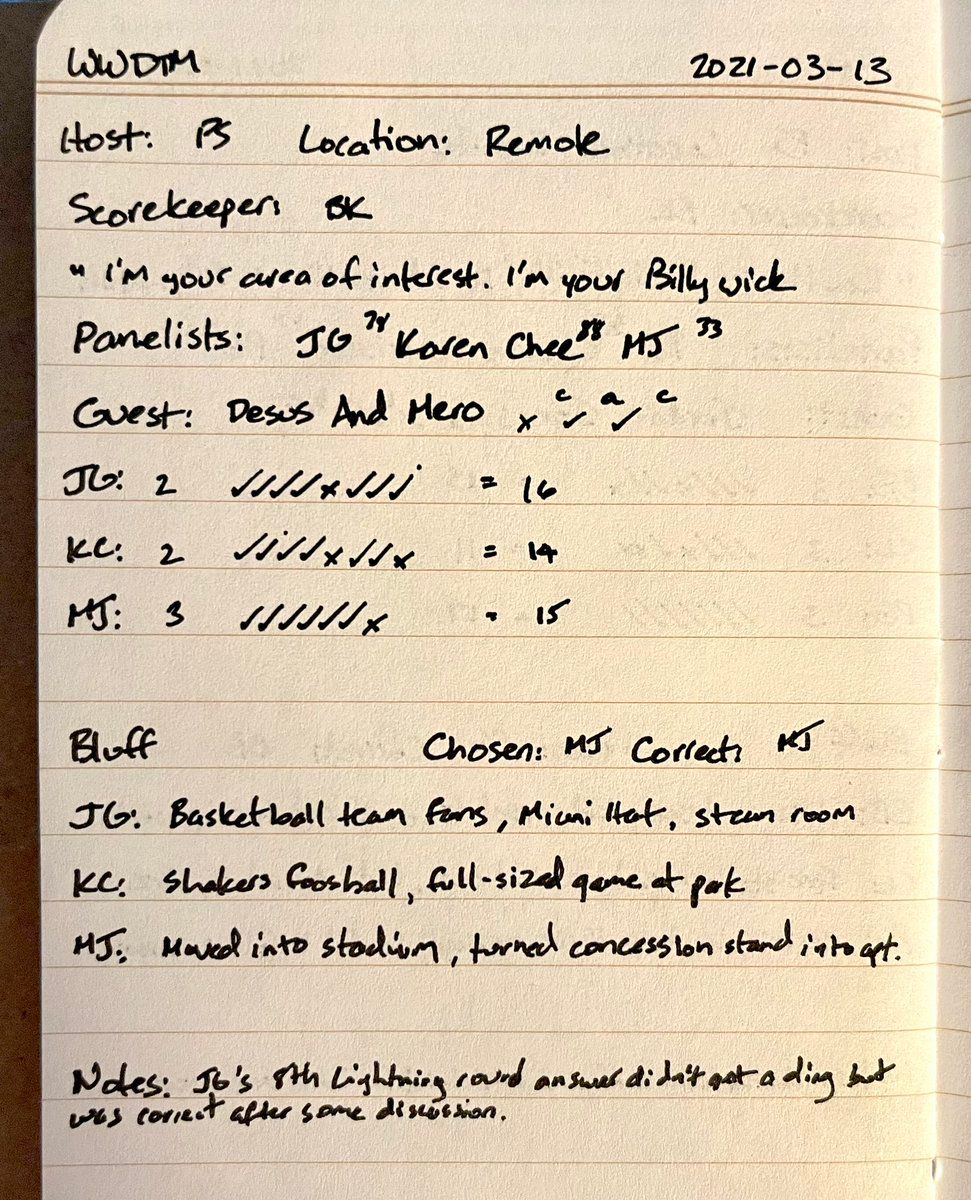 WWDTM 2021-03-13
Host: PS Location: Remote
Scorekeeper: BK
"I'm your area of interest. I'm your Billy wick
Panelists: JG 78 Karen Chee 88 MJ 33
Guest: Desus And Mero x ✓ c ✓ a c
JG: 2 ✓✓✓✓x✓✓✓ = 16
KC: 2 ✓✓✓✓x✓✓x = 14
MJ: 3 ✓✓✓✓✓✓x = 15
Bluff Chosen: MJ Correct: MJ
JG: Basketball team fans, Miami Heat, steam room
KC: Shakers foosball, full-sized game at park
MJ: Moved into stadium, turned concession stand into apt.
Notes: JG's 8th Lightning round answer didn't get a ding but
was correct after some discussion.